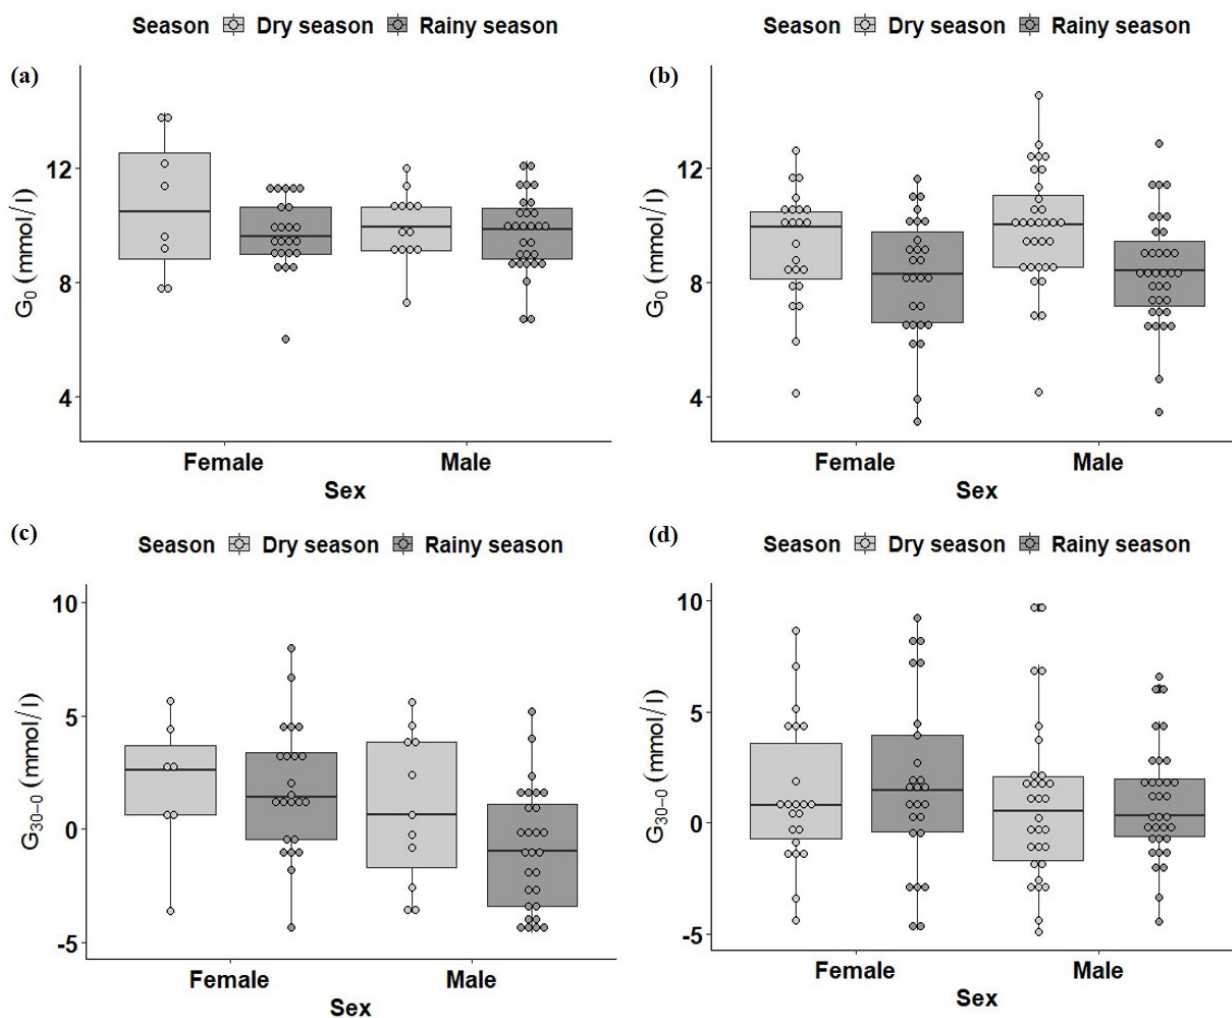 Season Dry season Rainy season
Season Dry season Rainy season
(a)
(b)
G0 (mmol/l)
12
8
4
Female Male
Sex
G0 (mmol/l)
12
8
4
Female Male
Sex
(c)
(d)
Season Dry season Rainy season
Season Dry season Rainy season
G30−0 (mmol/l)
10
5
0
-5
Female Male
Sex
G30−0 (mmol/l)
10
5
0
-5
Female Male
Sex